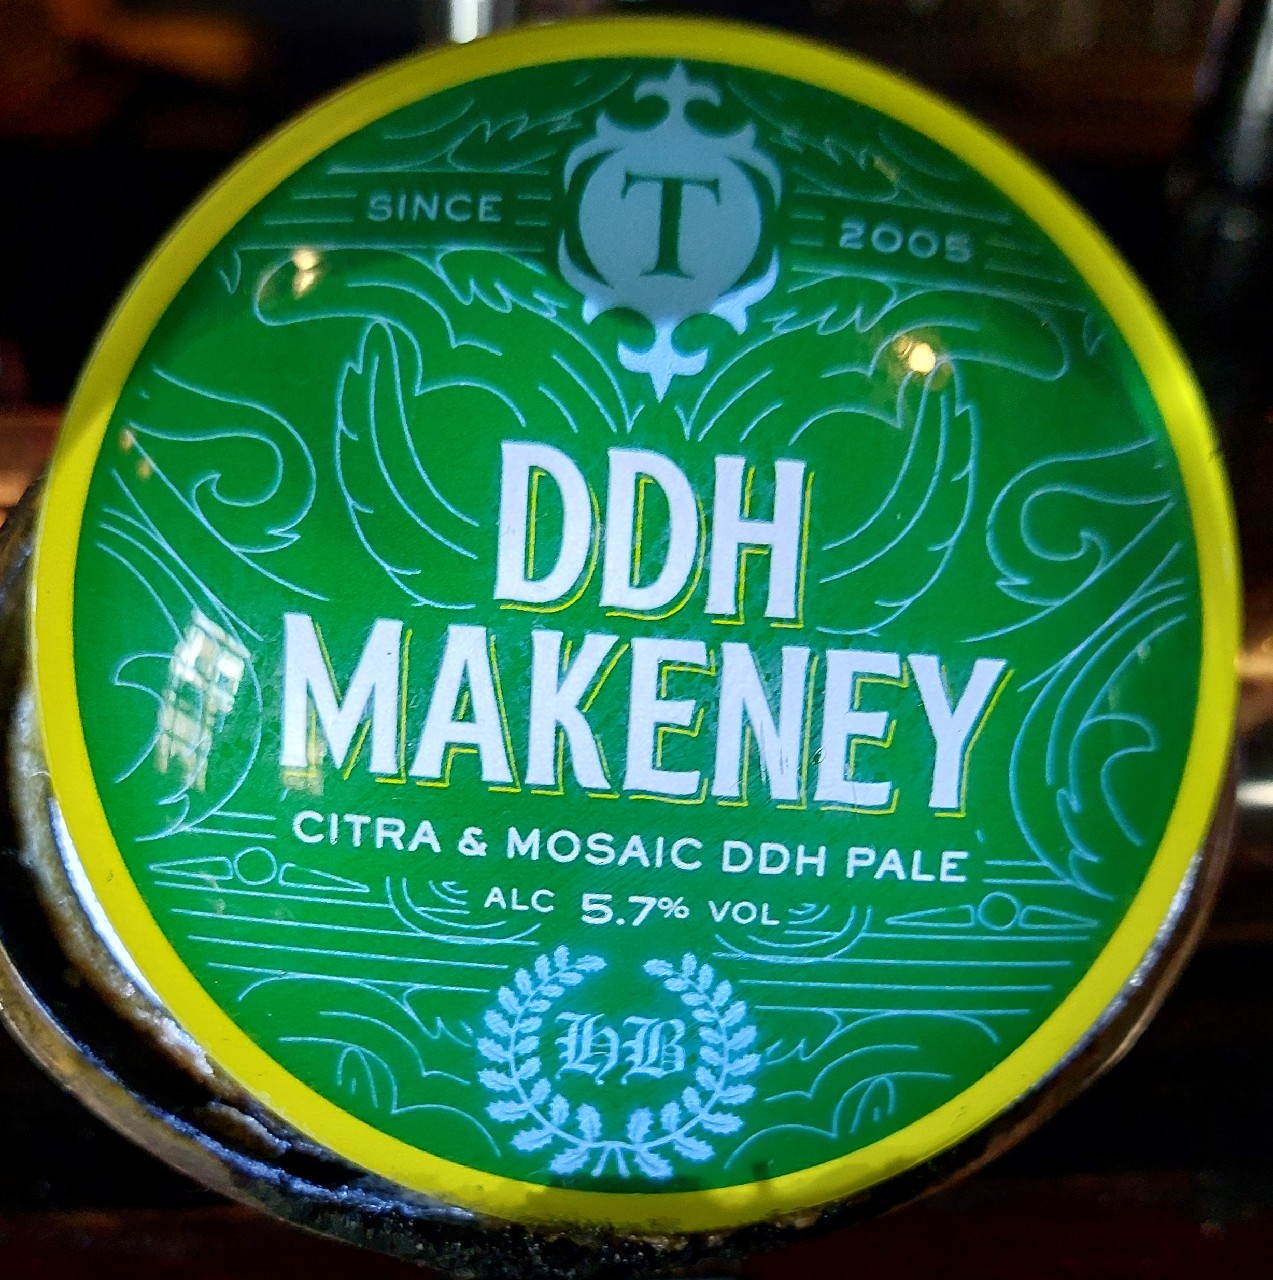 T
SINCE 2005
DDH
MAKENEY
CITRA & MOSAIC DDH PALE
ALC 5.7% VOL
HB